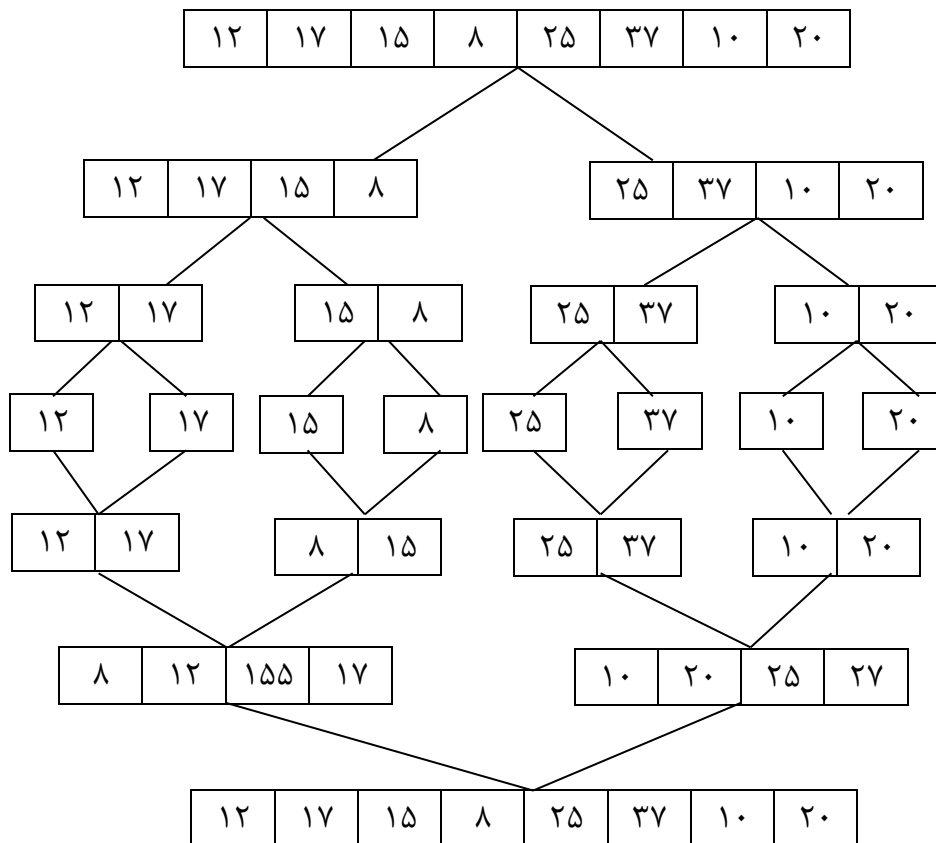 ۱۲ ۱۷ ۱۵ ۸ ۲۵ ۳۷ ۱۰ ۲۰
۱۲ ۱۷ ۱۵ ۸ ۲۵ ۳۷ ۱۰ ۲۰
۱۲ ۱۷ ۱۵ ۸ ۲۵ ۳۷ ۱۰ ۲۰
۱۲ ۱۷ ۱۵ ۸ ۲۵ ۳۷ ۱۰ ۲۰
۱۲ ۱۷ ۸ ۱۵ ۲۵ ۳۷ ۱۰ ۲۰
۸ ۱۲ ۱۵۵ ۱۷ ۱۰ ۲۰ ۲۵ ۲۷
۱۲ ۱۷ ۱۵ ۸ ۲۵ ۳۷ ۱۰ ۲۰